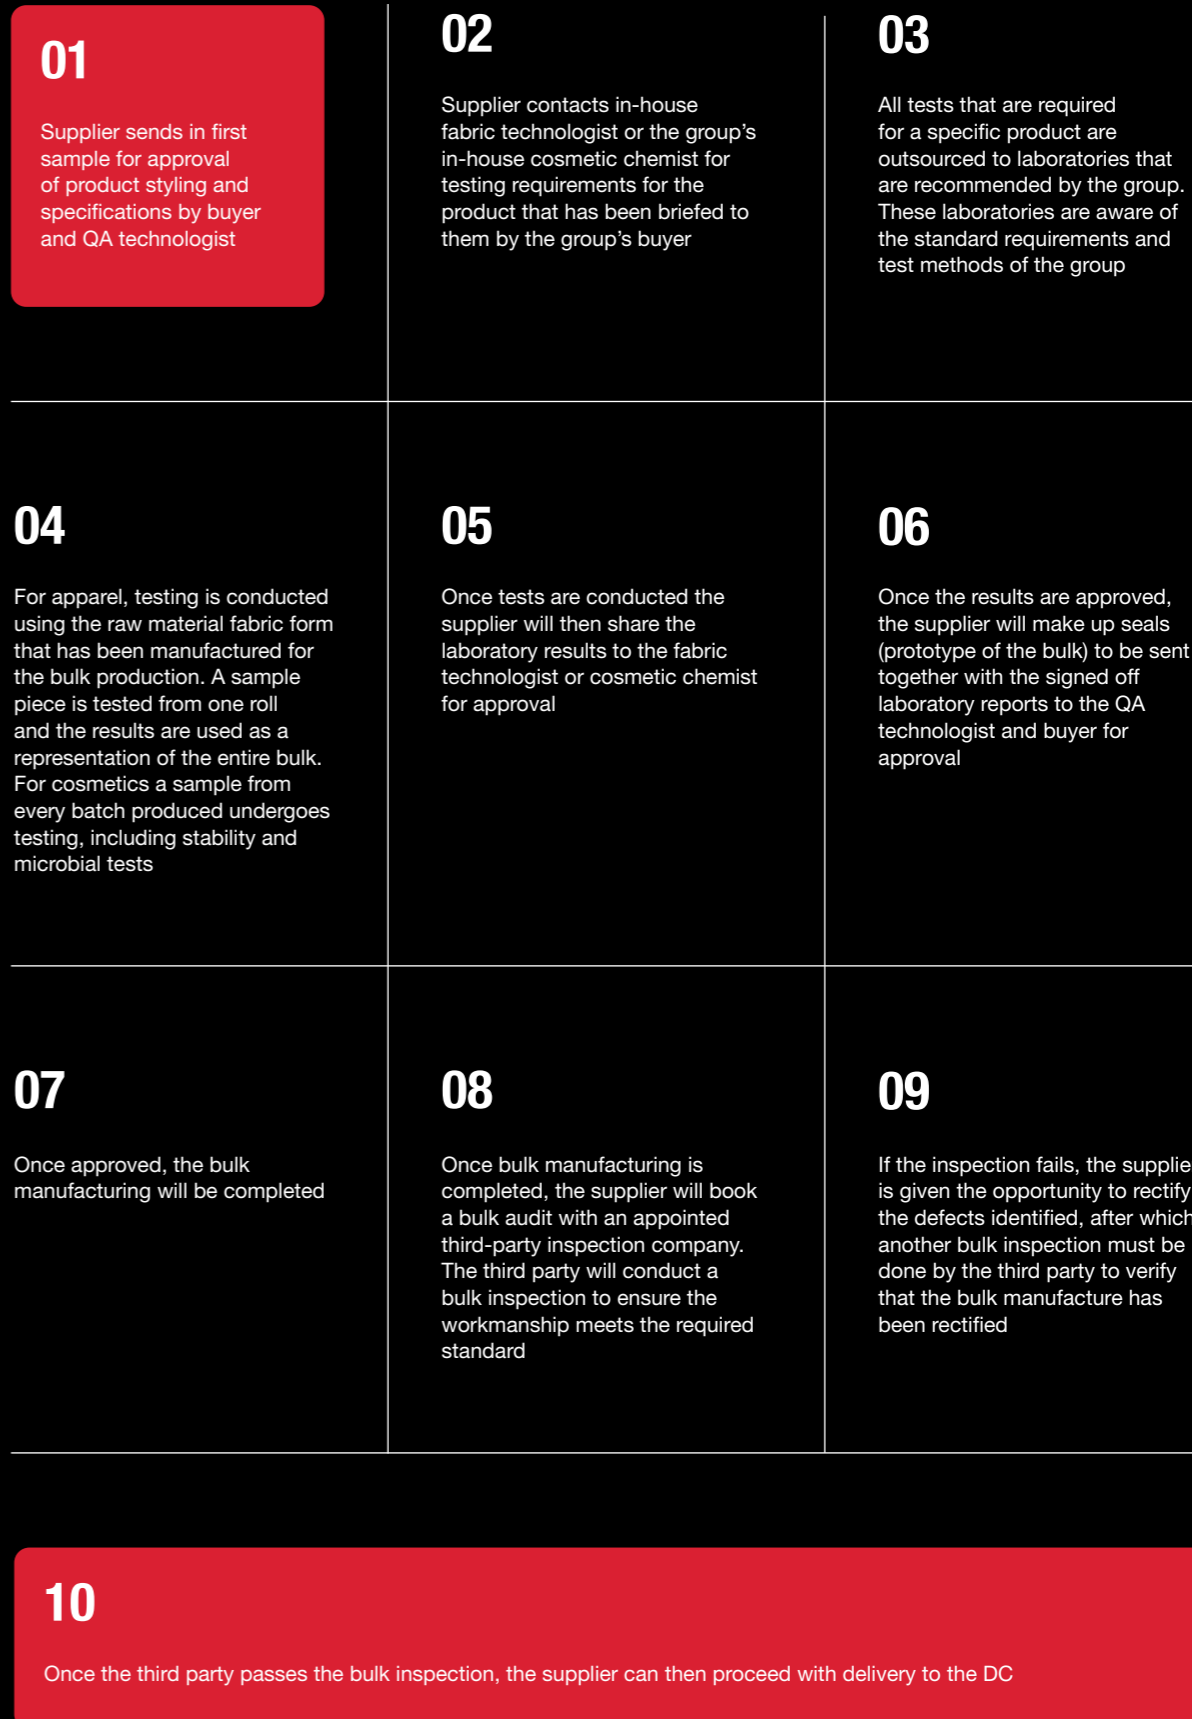 01
Supplier sends in first
sample for approval
of product styling and
specifications by buyer
and QA technologist
02
Supplier contacts in-house
fabric technologist or the group’s
in-house cosmetic chemist for
testing requirements for the
product that has been briefed to
them by the group’s buyer
03
All tests that are required
for a specific product are
outsourced to laboratories that
are recommended by the group.
These laboratories are aware of
the standard requirements and
test methods of the group
04
For apparel, testing is conducted
using the raw material fabric form
that has been manufactured for
the bulk production. A sample
piece is tested from one roll
and the results are used as a
representation of the entire bulk.
For cosmetics a sample from
every batch produced undergoes
testing, including stability and
microbial tests
05
Once tests are conducted the
supplier will then share the
laboratory results to the fabric
technologist or cosmetic chemist
for approval
06
Once the results are approved,
the supplier will make up seals
(prototype of the bulk) to be sent
together with the signed off
laboratory reports to the QA
technologist and buyer for
approval
07
Once approved, the bulk
manufacturing will be completed
08
Once bulk manufacturing is
completed, the supplier will book
a bulk audit with an appointed
third-party inspection company.
The third party will conduct a
bulk inspection to ensure the
workmanship meets the required
standard
09
If the inspection fails, the supplie
is given the opportunity to rectify
the defects identified, after which
another bulk inspection must be
done by the third party to verify
that the bulk manufacture has
been rectified
10
Once the third party passes the bulk inspection, the supplier can then proceed with delivery to the DC